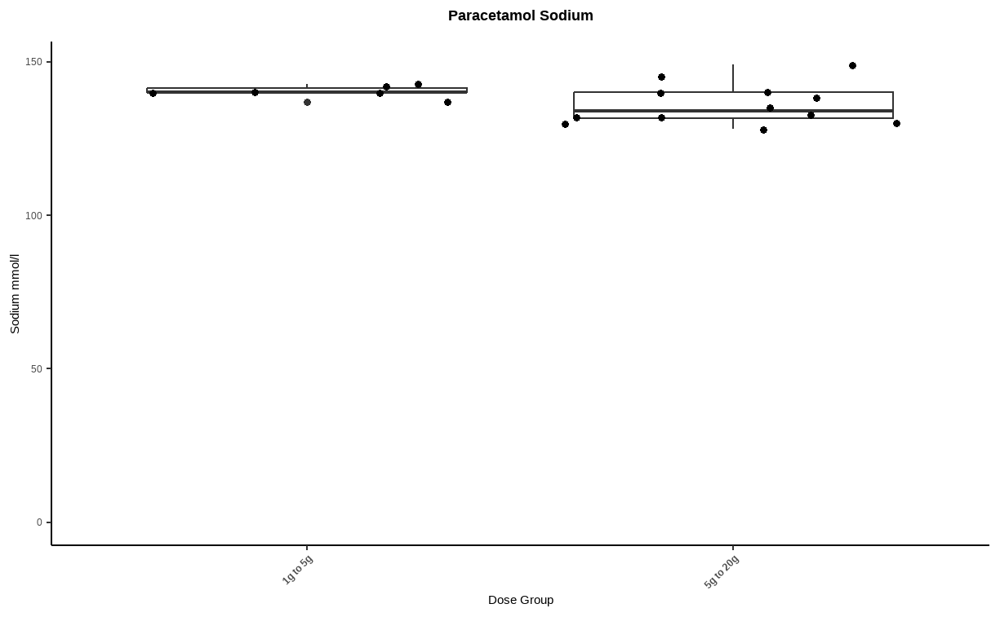 Paracetamol Sodium
150
100
50
0
Sodium mmol/l
1g to 5g
5g to 20g
Dose Group